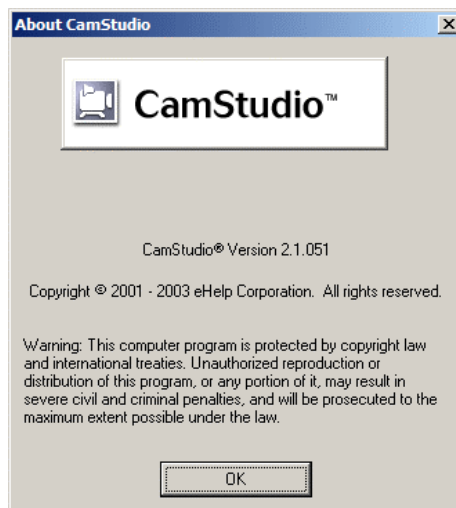 About CamStudio
CamStudio™
CamStudio® Version 2.1.051
Copyright © 2001 - 2003 eHelp Corporation. All rights reserved.
Warning: This computer program is protected by copyright law
and international treaties. Unauthorized reproduction or
distribution of this program, or any portion of it, may result in
severe civil and criminal penalties, and will be prosecuted to the
maximum extent possible under the law.
OK